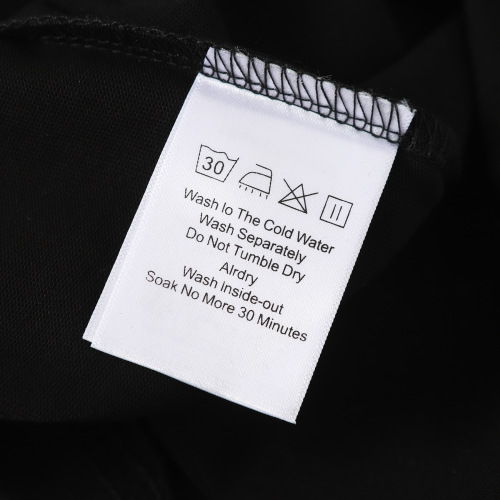 30
Wash Io The Cold Water
Wash Separately
Do Not Tumble Dry
Airdry
Wash Inside-out
Soak No More 30 Minutes